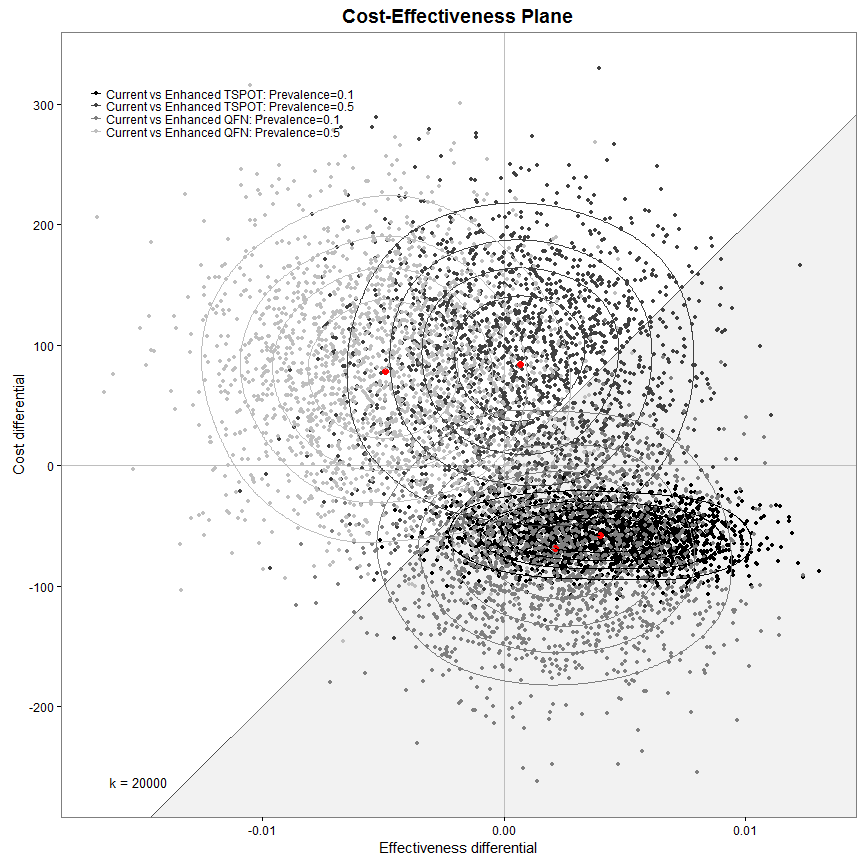 Cost-Effectiveness Plane
Current vs Enhanced TSPOT: Prevalence=0.1
Current vs Enhanced TSPOT: Prevalence=0.5
Current vs Enhanced QFN: Prevalence=0.1
Current vs Enhanced QFN: Prevalence=0.5
300
200
100
0
-100
-200
Cost differential
k = 20000
-0.01
0.00
0.01
Effectiveness differential